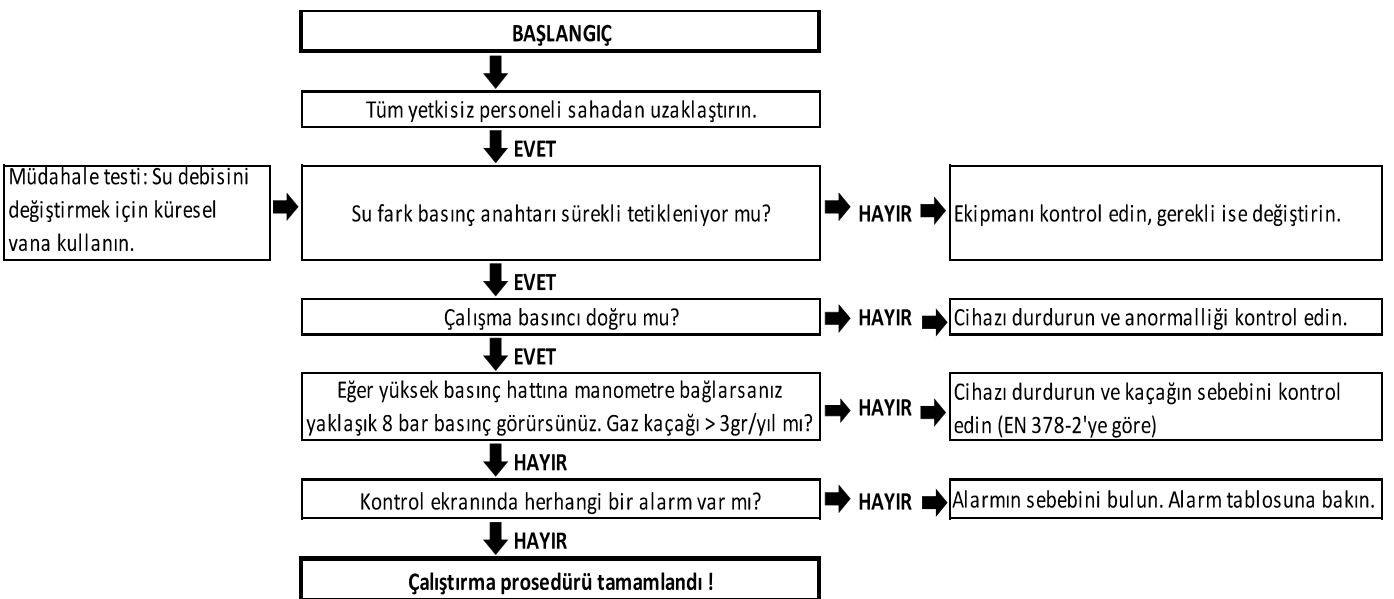 BAŞLANGIÇ
Tüm yetkisiz personeli sahadan uzaklaştırın.
EVET
Müdahale testi: Su debisini
değiştirmek için küresel
vana kullanın.
Su fark basınç anahtarı sürekli tetikleniyor mu?
HAYIR
Ekipmanı kontrol edin, gerekli ise değiştirin.
EVET
Çalışma basıncı doğru mu?
HAYIR
Cihazı durdurun ve anormalliği kontrol edin.
EVET
Eğer yüksek basınç hattına manometre bağlarsanız
yaklaşık 8 bar basınç görürsünüz. Gaz kaçağı > 3gr/yıl mı?
HAYIR
Cihazı durdurun ve kaçağın sebebini kontrol
edin (EN 378-2'ye göre)
HAYIR
Kontrol ekranında herhangi bir alarm var mı?
HAYIR
Alarmın sebebini bulun. Alarm tablosuna bakın.
HAYIR
Çalıştırma prosedürü tamamlandı !